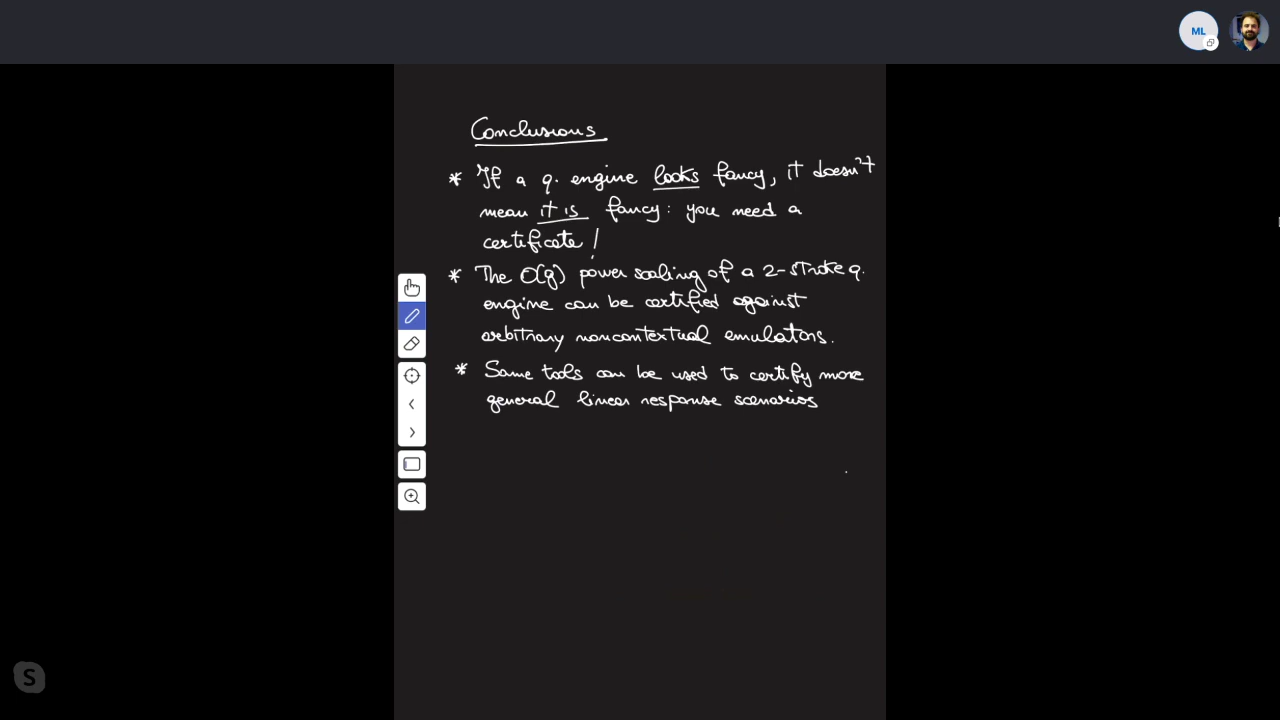 ML
Conclusions
* If a q. engine looks fancy, it doesn't
mean it is fancy: you need a
certificate!
* The O(g) power scaling of a 2-stroke q.
engine can be certified against
arbitrary noncontextual emulators.
* Same tools can be used to certify more
general linear response scenarios
S